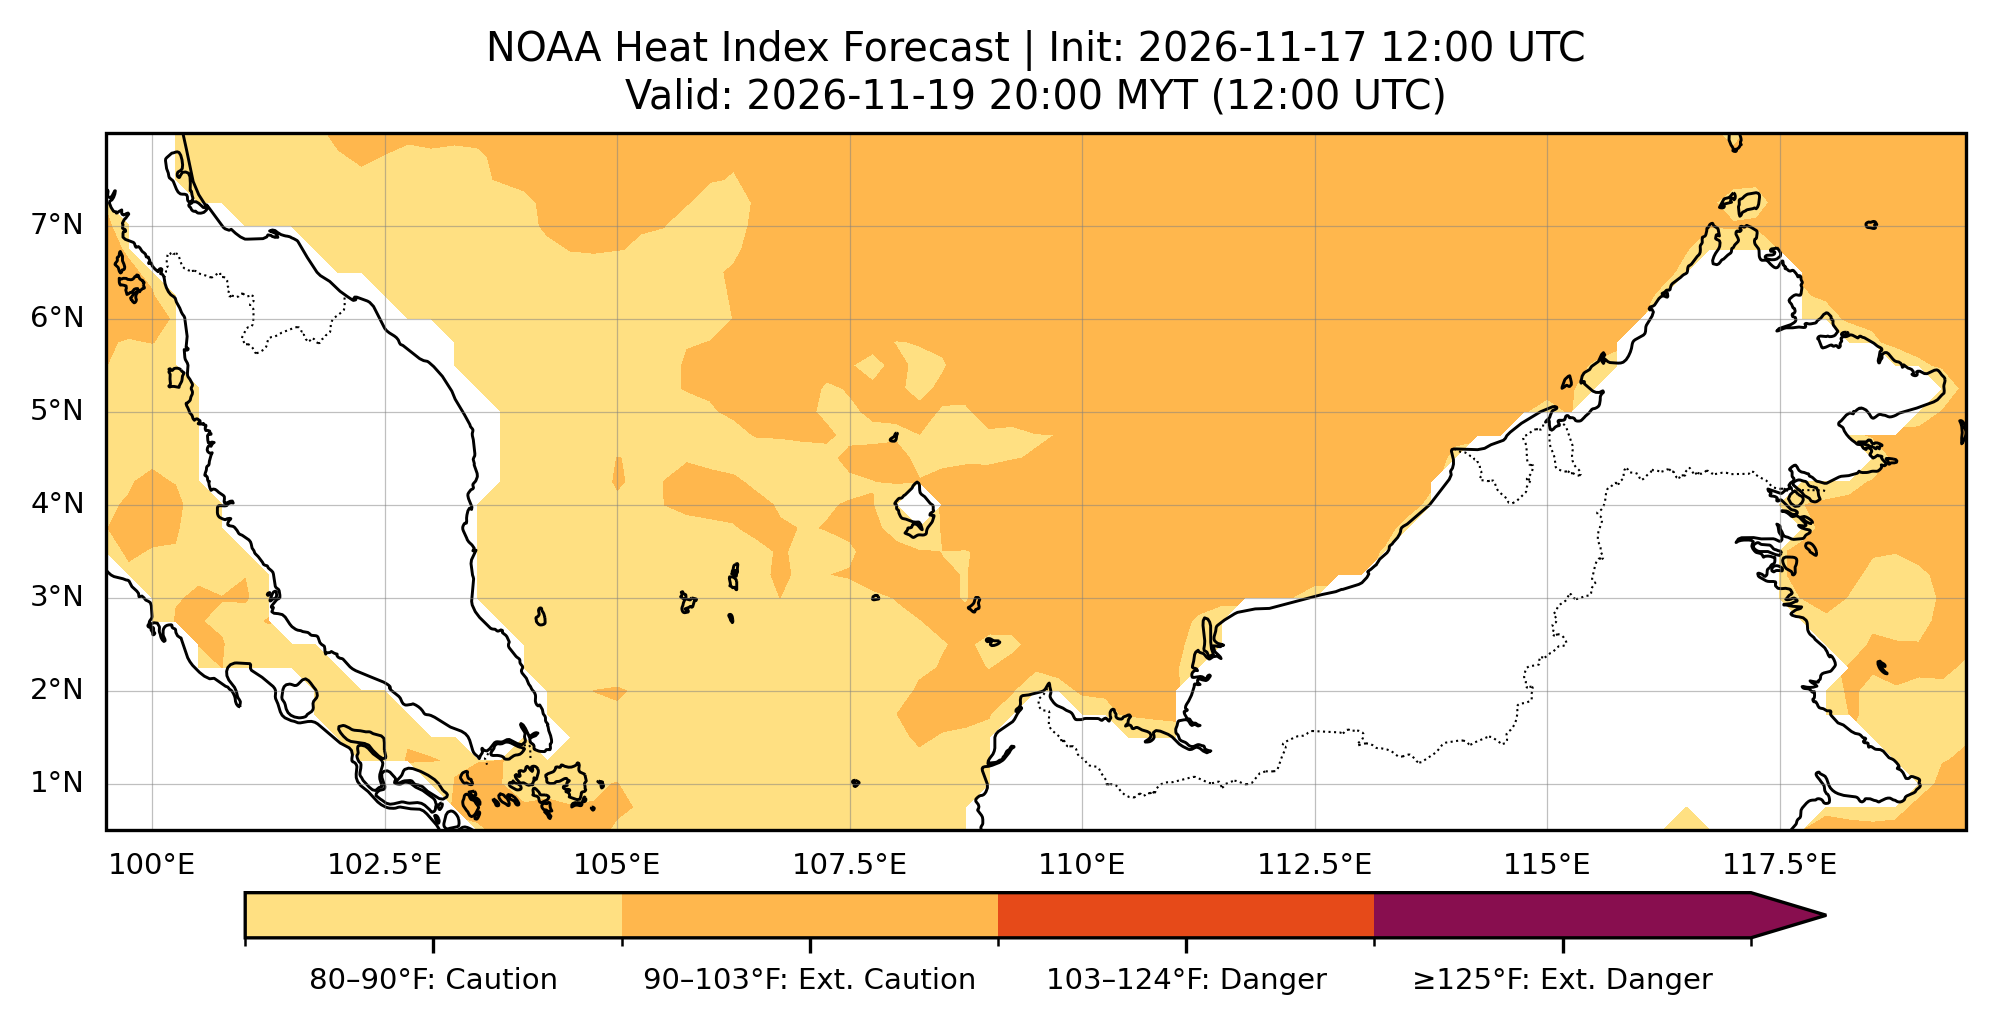 NOAA Heat Index Forecast | Init: 2026-11-17 12:00 UTC
Valid: 2026-11-19 20:00 MYT (12:00 UTC)
7°N
6°N
5°N
4°N
3°N
2°N
1°N
100°E
102.5°E
105°E
107.5°E
110°E
112.5°E
115°E
117.5°E
80–90°F: Caution
90–103°F: Ext. Caution
103–124°F: Danger
≥125°F: Ext. Danger